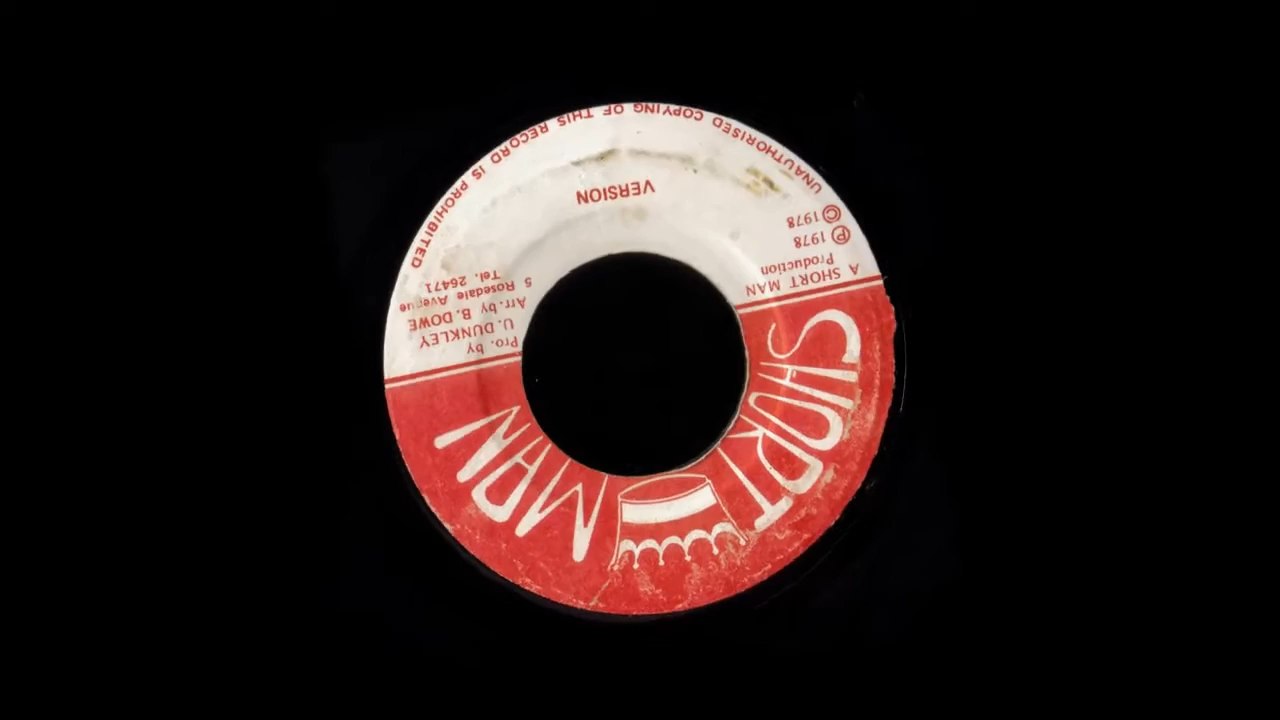 SHORT MAN
A SHORT MAN
Production
Ⓟ 1978
© 1978
Pro. by
U. DUNKLEY
Arr. by B. DOWE
5 Rosedale Avenue
Tel. 26471
VERSION
UNAUTHORISED COPYING OF THIS RECORD IS PROHIBITED